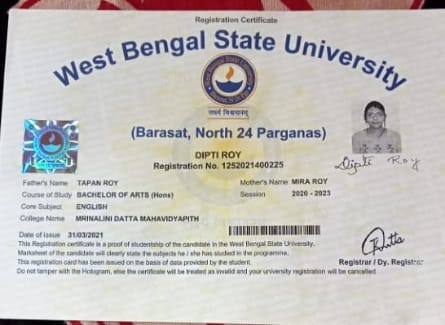 Registration Certificate
West Bengal State University
(Barasat, North 24 Parganas)
DIPTI ROY
Registration No. 1252021400225
Dipti Roy
Father's Name TAPAN ROY Mother's Name MIRA ROY
Course of Study BACHELOR OF ARTS (Hons) Session 2020 - 2023
Core Subject ENGLISH
College Name MRINALINI DATTA MAHAVIDYAPITH
Date of Issue 31/03/2021
This Registration certificate is a proof of studentship of the candidate in the West Bengal State University.
Marksheet of the candidate will clearly state the subjects he / she has studied in the programme.
This registration card has been issued on the basis of data provided by the student.
Registrar / Dy. Registrar
Do not tamper with the Hologram, else the certificate will be treated as invalid and your university registration will be cancelled